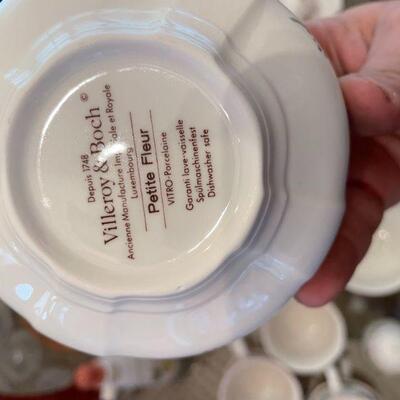 Depuis 1748
Villeroy & Boch ©
Ancienne Manufacture Impériale et Royale
Luxembourg
Petite Fleur
VITRO-Porcelaine
Garanti lave-vaisselle
Spülmaschinenfest
Dishwasher safe